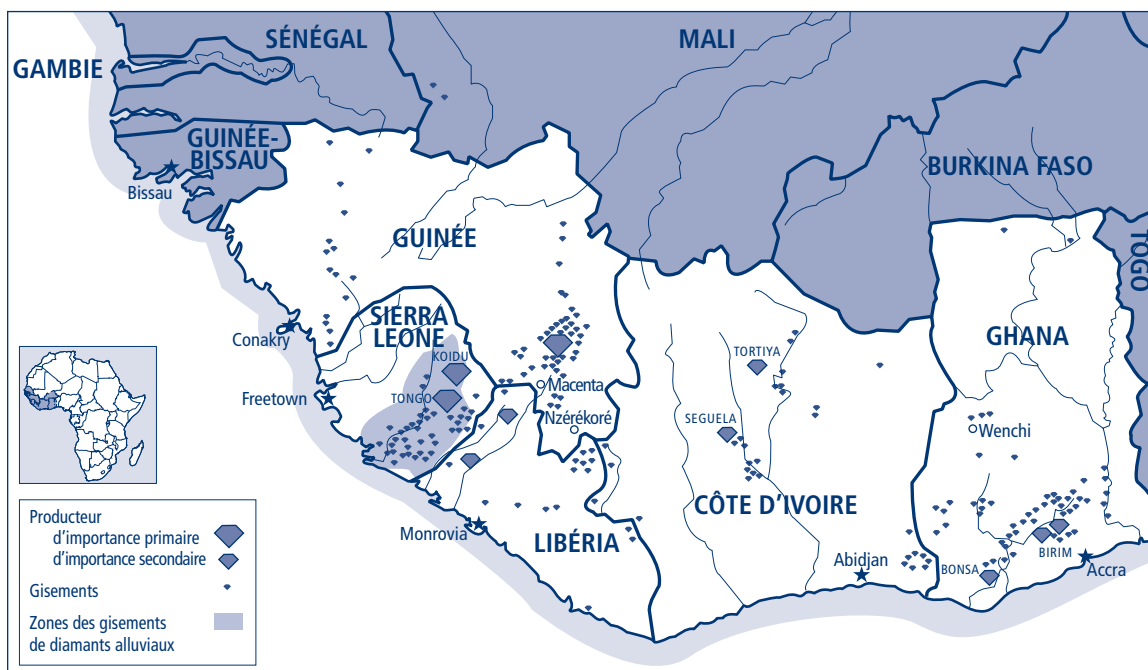 SÉNÉGAL
MALI
GAMBIE
GUINÉE-
BISSAU
Bissau
BURKINA FASO
TOGO
GUINÉE
GHANA
SIERRA
LEONE
Conakry
KOIDU
TORTIYA
Macenta
Freetown
TONGO
Nzérékoré
SEGUELA
Wenchi
CÔTE D'IVOIRE
Monrovia
LIBÉRIA
Abidjan
BIRIM
BONSA
Accra
Producteur
d'importance primaire
d'importance secondaire
Gisements
Zones des gisements
de diamants alluviaux